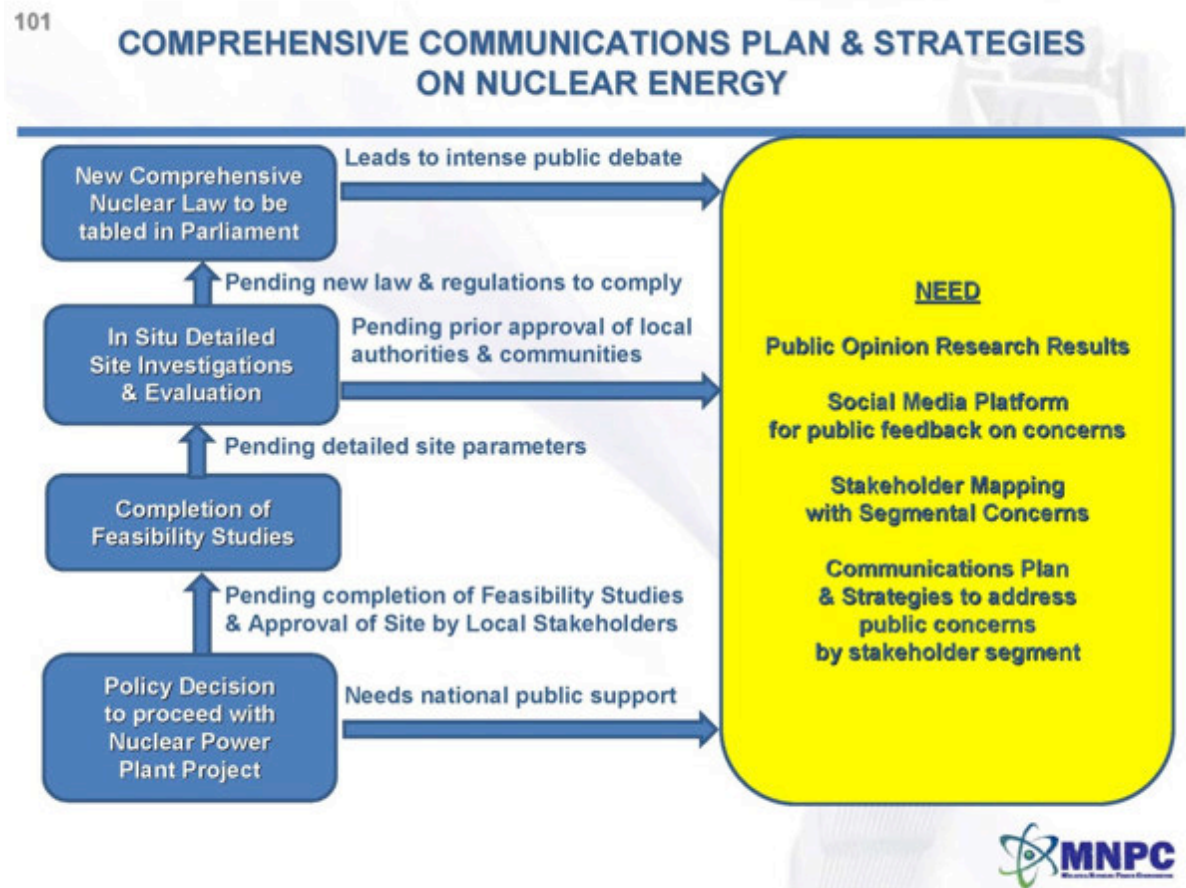 101
COMPREHENSIVE COMMUNICATIONS PLAN & STRATEGIES
ON NUCLEAR ENERGY
New Comprehensive
Nuclear Law to be
tabled in Parliament
Leads to intense public debate
Pending new law & regulations to comply
In Situ Detailed
Site Investigations
& Evaluation
Pending prior approval of local
authorities & communities
Pending detailed site parameters
Completion of
Feasibility Studies
Pending completion of Feasibility Studies
& Approval of Site by Local Stakeholders
Policy Decision
to proceed with
Nuclear Power
Plant Project
Needs national public support
NEED
Public Opinion Research Results
Social Media Platform
for public feedback on concerns
Stakeholder Mapping
with Segmental Concerns
Communications Plan
& Strategies to address
public concerns
by stakeholder segment
MNPC